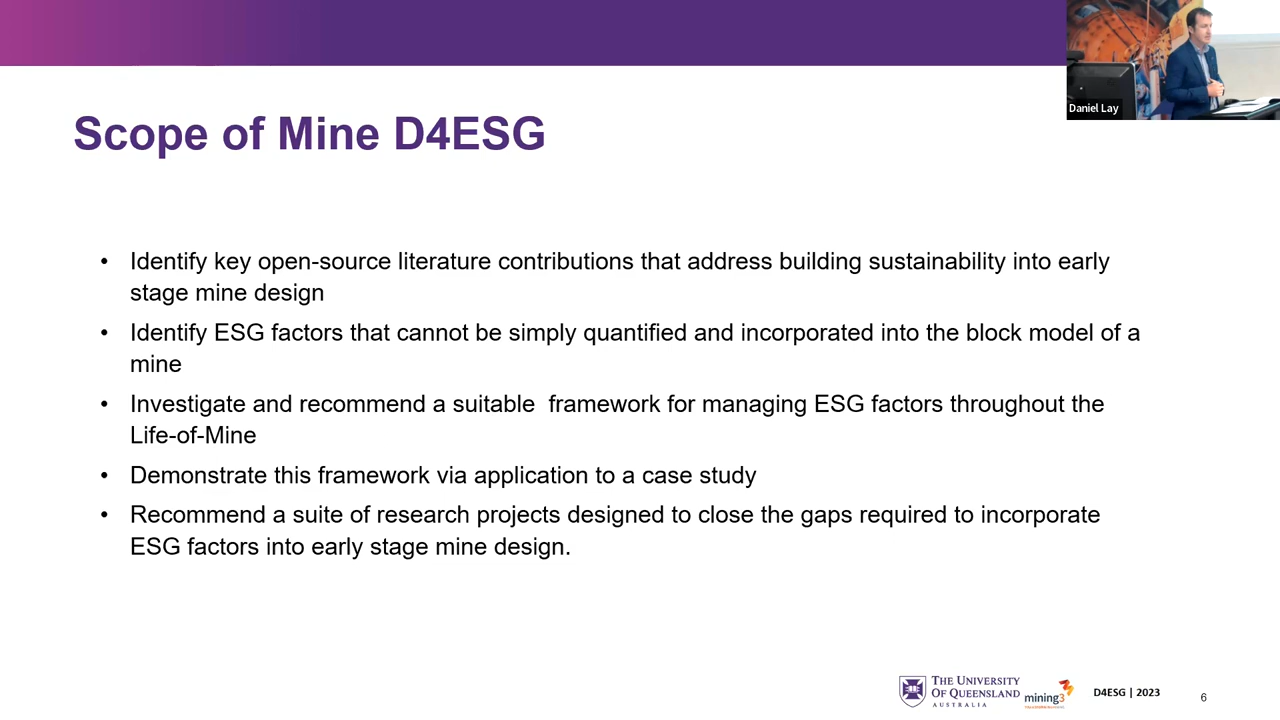 Daniel Lay
Scope of Mine D4ESG
• Identify key open-source literature contributions that address building sustainability into early
stage mine design
• Identify ESG factors that cannot be simply quantified and incorporated into the block model of a
mine
• Investigate and recommend a suitable  framework for managing ESG factors throughout the
Life-of-Mine
• Demonstrate this framework via application to a case study
• Recommend a suite of research projects designed to close the gaps required to incorporate
ESG factors into early stage mine design.
THE UNIVERSITY
OF QUEENSLAND
AUSTRALIA
mining3
D4ESG | 2023
6